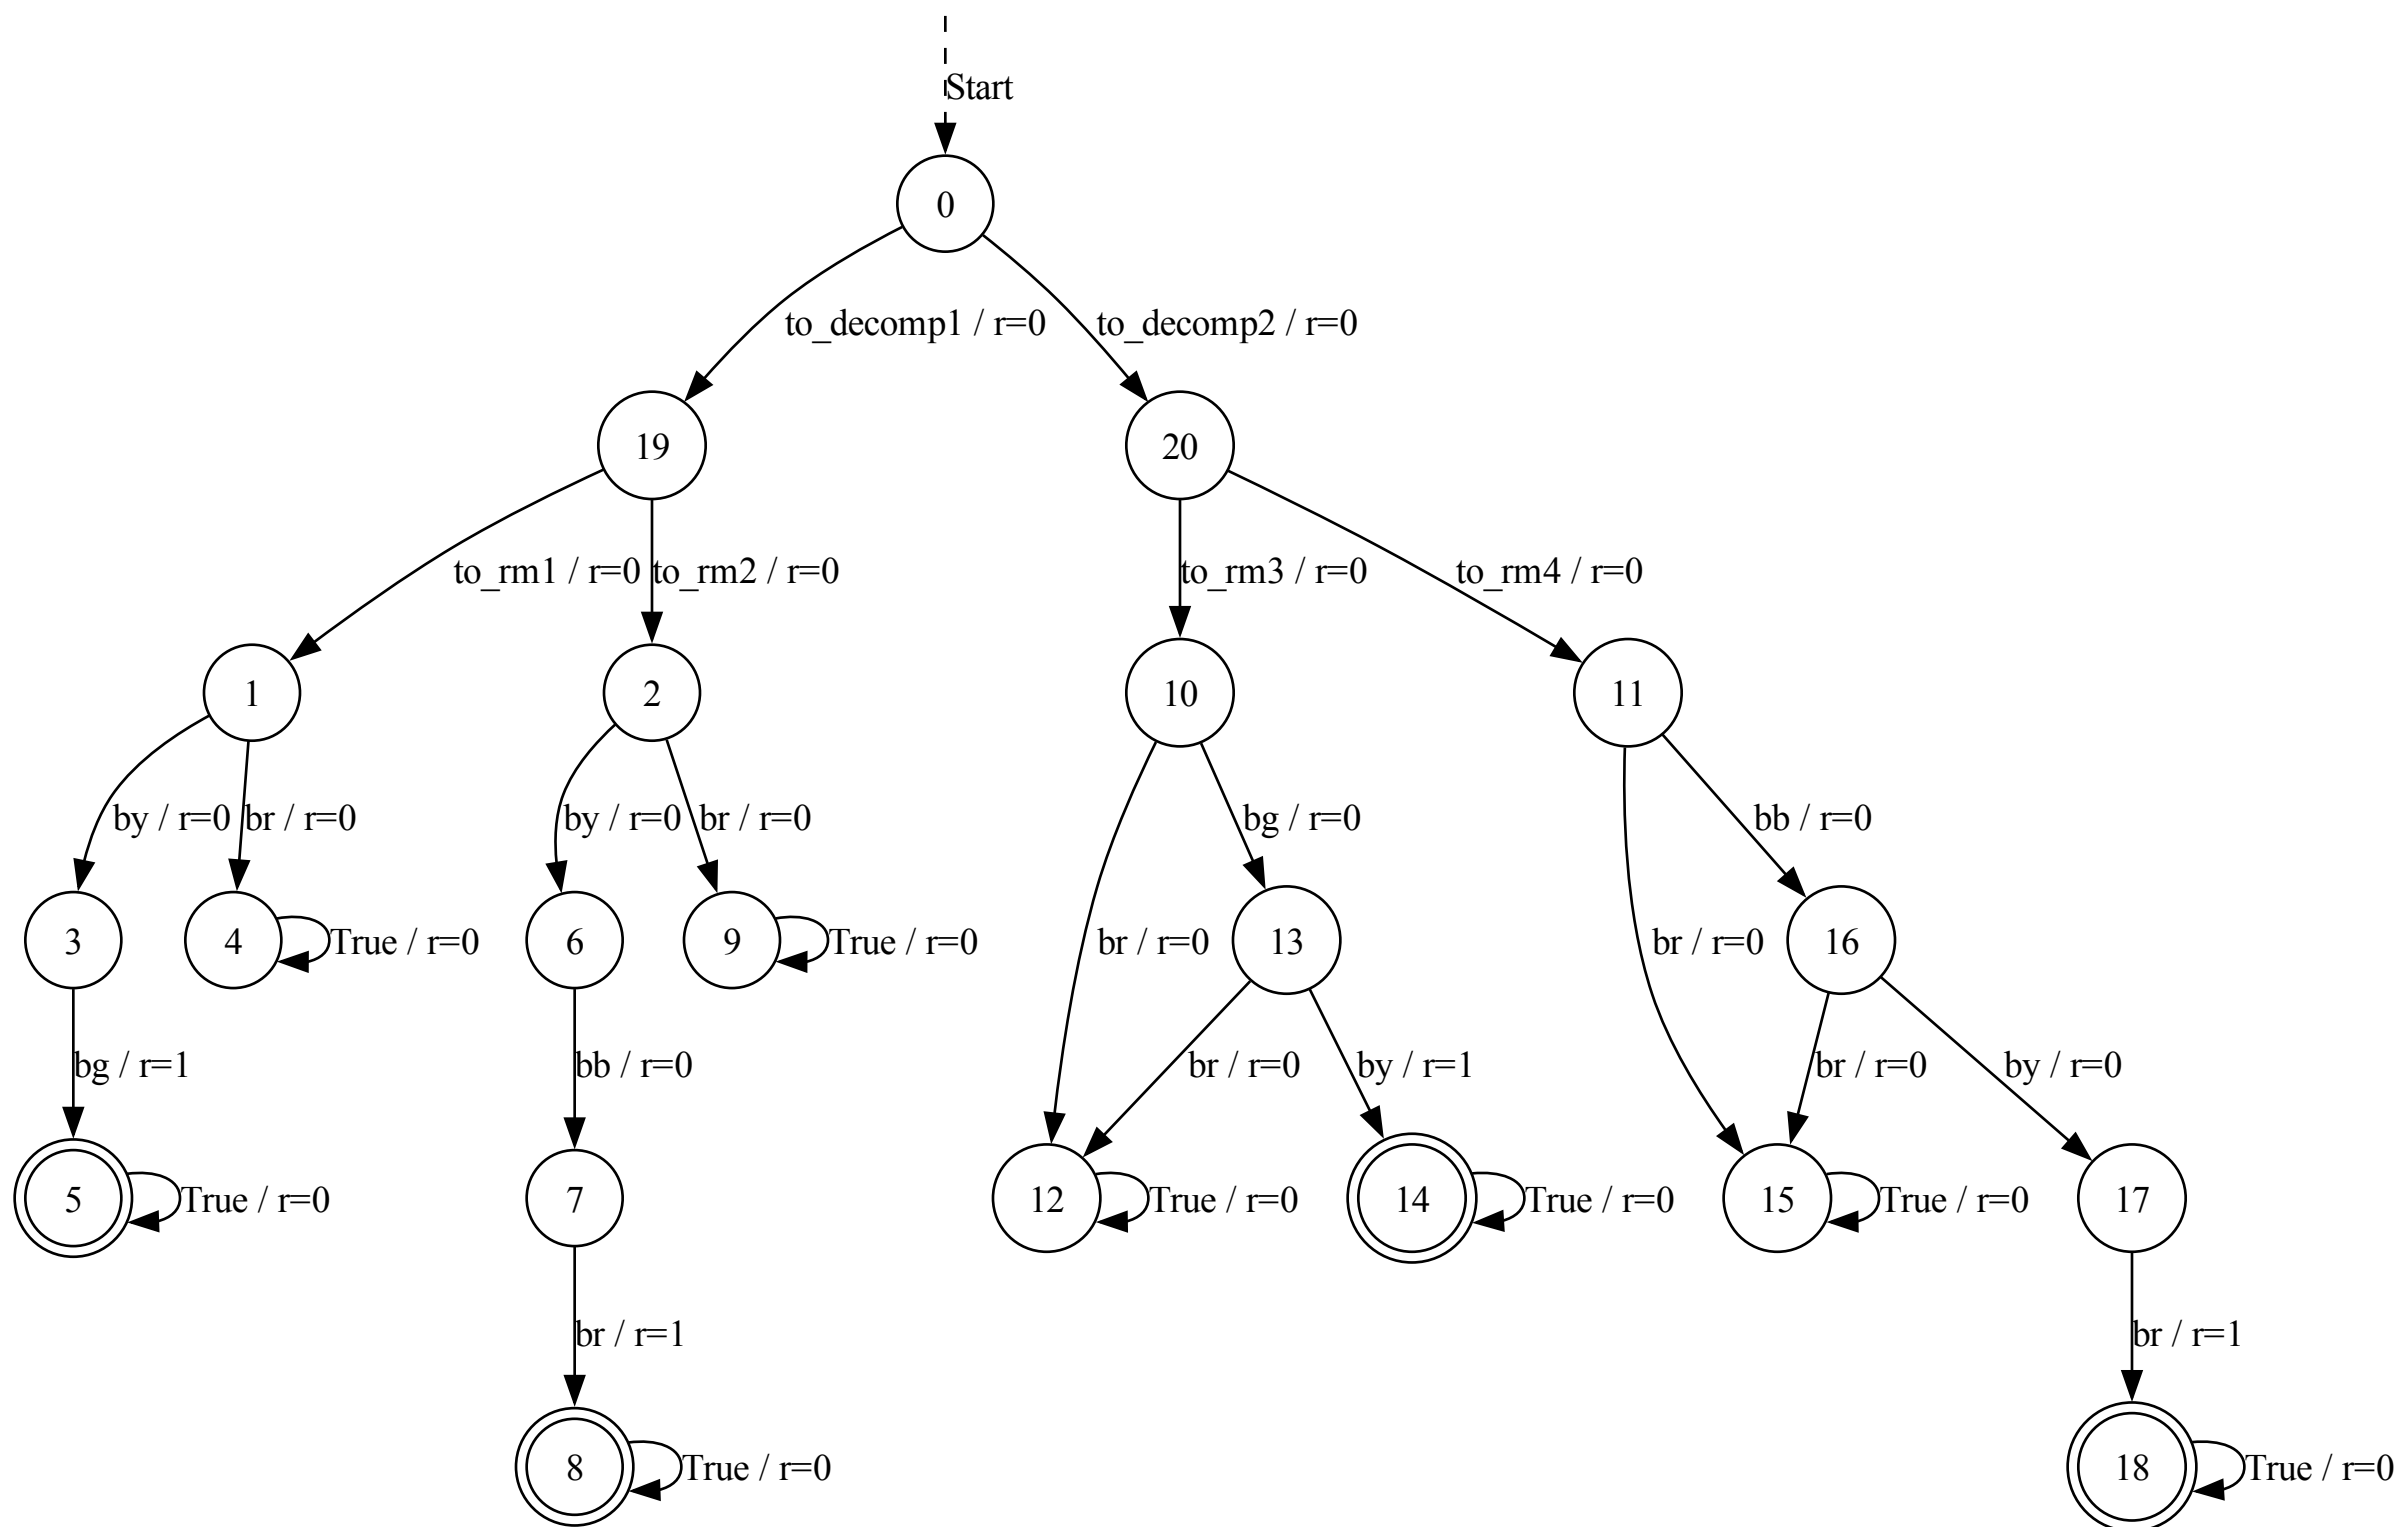 Start
0
to_decomp1 / r=0
to_decomp2 / r=0
19
20
to_rm1 / r=0
to_rm2 / r=0
to_rm3 / r=0
to_rm4 / r=0
1
2
10
11
by / r=0
br / r=0
by / r=0
br / r=0
bg / r=0
bb / r=0
3
4
True / r=0
6
9
True / r=0
br / r=0
13
br / r=0
16
bg / r=1
bb / r=0
br / r=0
by / r=1
br / r=0
by / r=0
5
True / r=0
7
12
True / r=0
14
True / r=0
15
True / r=0
17
br / r=1
br / r=1
8
True / r=0
18
True / r=0